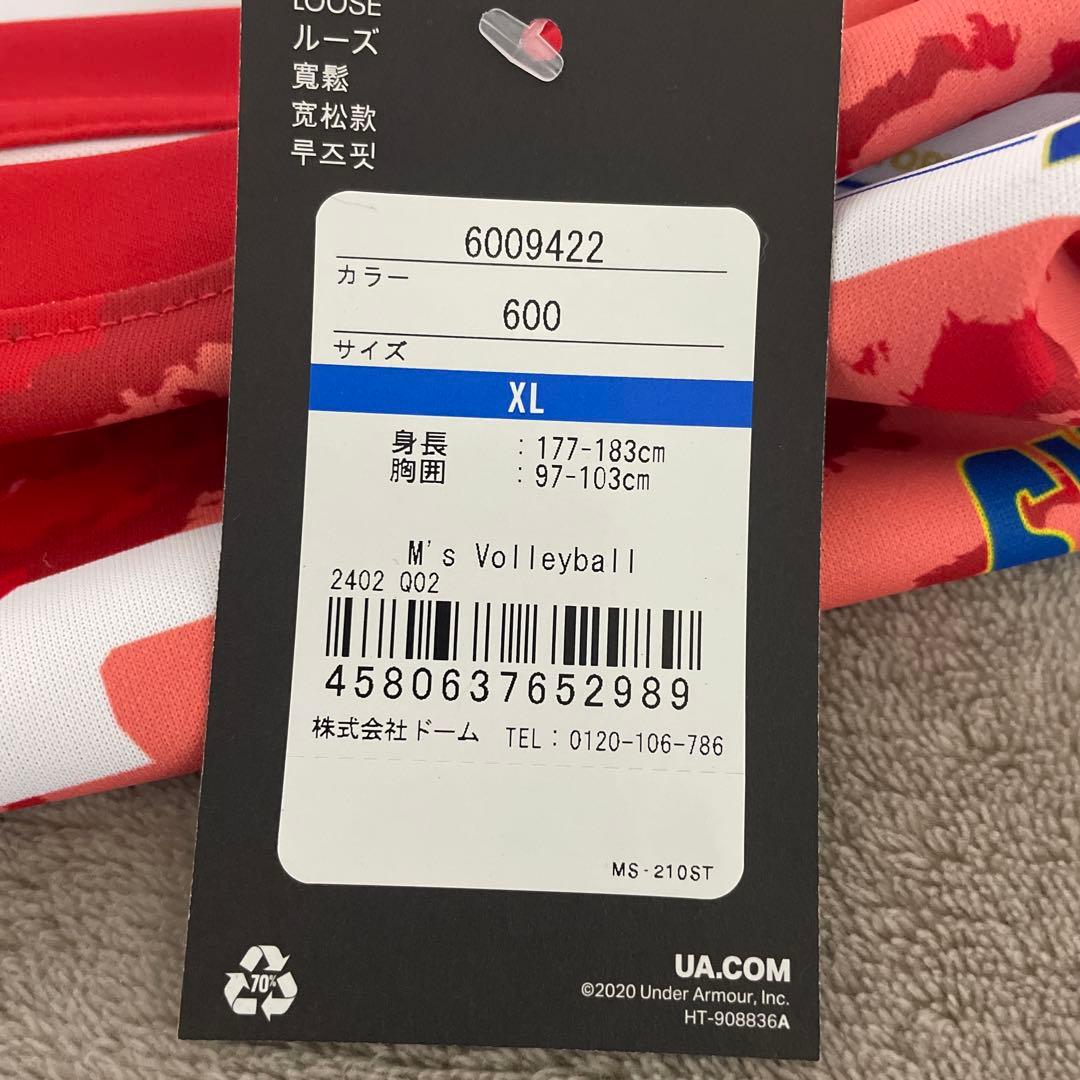 LOOSE
ルーズ
寬鬆
宽松款
루즈핏
6009422
カラー
600
サイズ
XL
身長 : 177-183cm
胸囲 : 97-103cm
M's Volleyball
2402 Q02
4580637652989
株式会社ドーム TEL : 0120-106-786
MS-210ST
70%
UA.COM
©2020 Under Armour, Inc.
HT-908836A